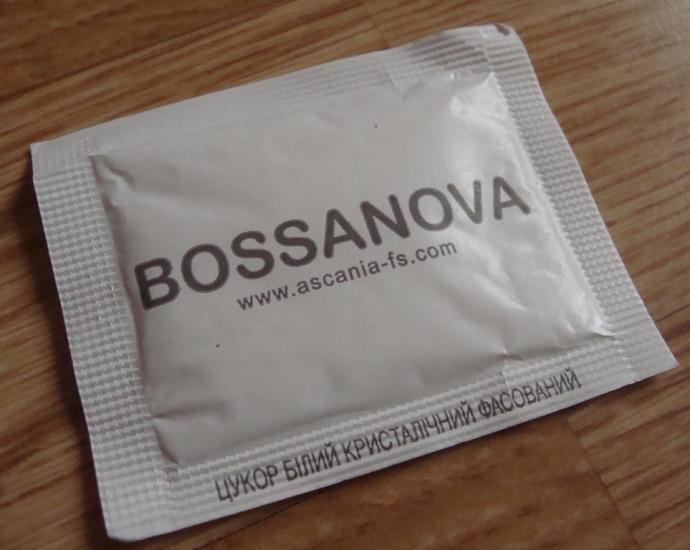 BOSSANOVA
www.ascania-fs.com
ЦУКОР БІЛИЙ КРИСТАЛІЧНИЙ ФАСОВАНИЙ